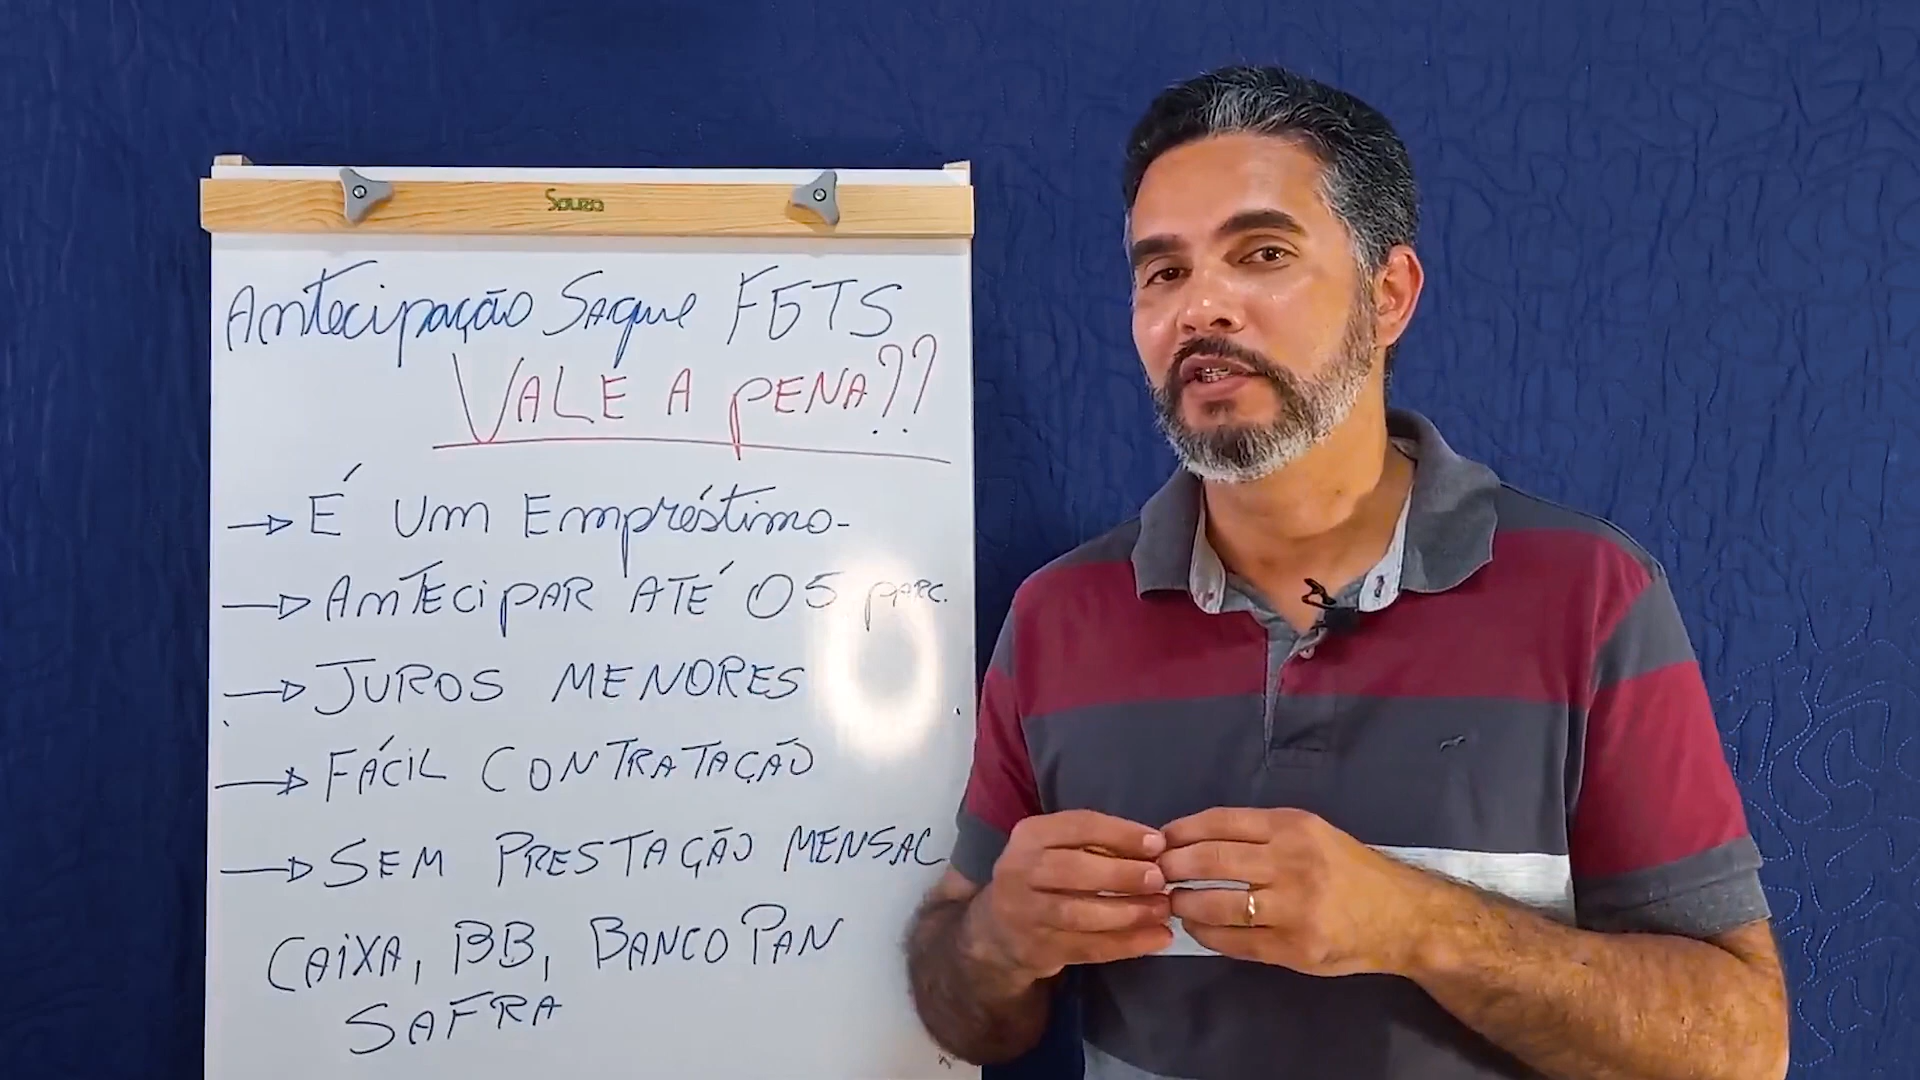 Souza
Antecipação Saque FGTS
VALE A PENA??
→ É Um Empréstimo-
→ ANTECIPAR ATÉ 05 PARC.
→ JUROS MENORES
→ FÁCIL CONTRATAÇÃO
→ SEM PRESTAÇÃO MENSAL
CAIXA, BB, BANCO PAN
SAFRA